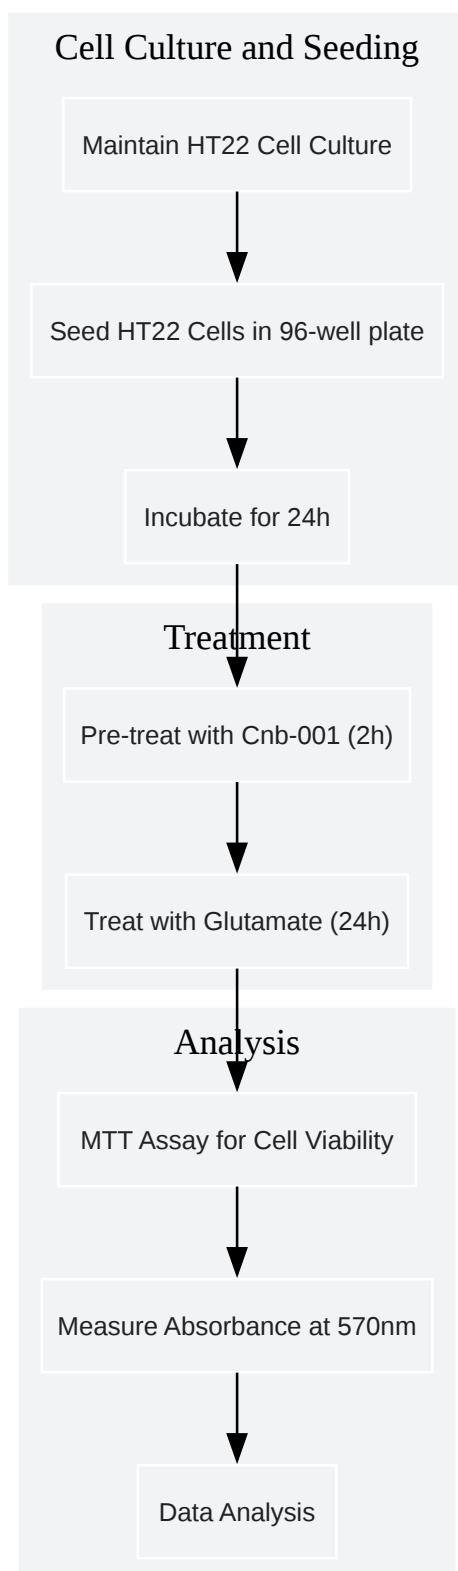 Cell Culture and Seeding
Maintain HT22 Cell Culture
Seed HT22 Cells in 96-well plate
Incubate for 24h
Treatment
Pre-treat with Cnb-001 (2h)
Treat with Glutamate (24h)
Analysis
MTT Assay for Cell Viability
Measure Absorbance at 570nm
Data Analysis